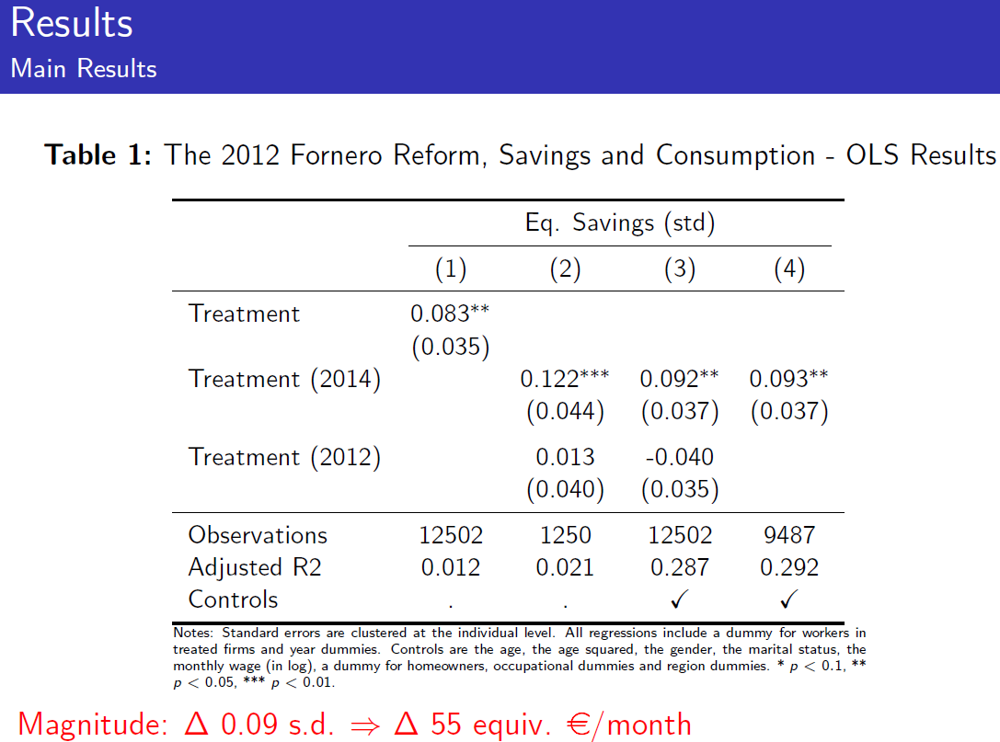 Results
Main Results
Table 1: The 2012 Fornero Reform, Savings and Consumption - OLS Results
Eq. Savings (std)
(1) (2) (3) (4)
Treatment 0.083**
(0.035)
Treatment (2014) 0.122*** 0.092** 0.093**
(0.044) (0.037) (0.037)
Treatment (2012) 0.013 -0.040
(0.040) (0.035)
Observations 12502 1250 12502 9487
Adjusted R2 0.012 0.021 0.287 0.292
Controls . . ✓ ✓
Notes: Standard errors are clustered at the individual level. All regressions include a dummy for workers in
treated firms and year dummies. Controls are the age, the age squared, the gender, the marital status, the
monthly wage (in log), a dummy for homeowners, occupational dummies and region dummies. * p < 0.1, **
p < 0.05, *** p < 0.01.
Magnitude: Δ 0.09 s.d. ⇒ Δ 55 equiv. €/month